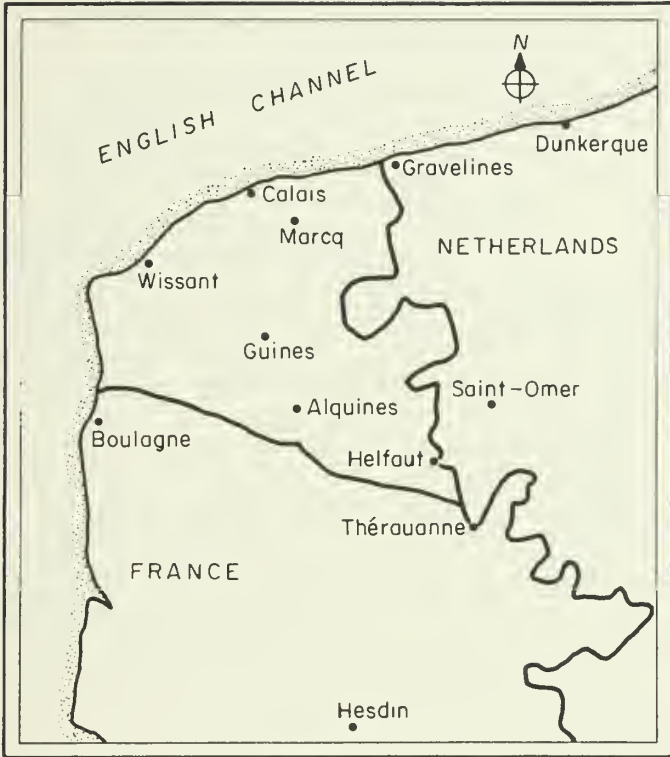 N
ENGLISH CHANNEL
Dunkerque
Gravelines
Calais
Marcq
NETHERLANDS
Wissant
Guines
Saint-Omer
Alquines
Boulagne
Helfaut
Thérauanne
FRANCE
Hesdin